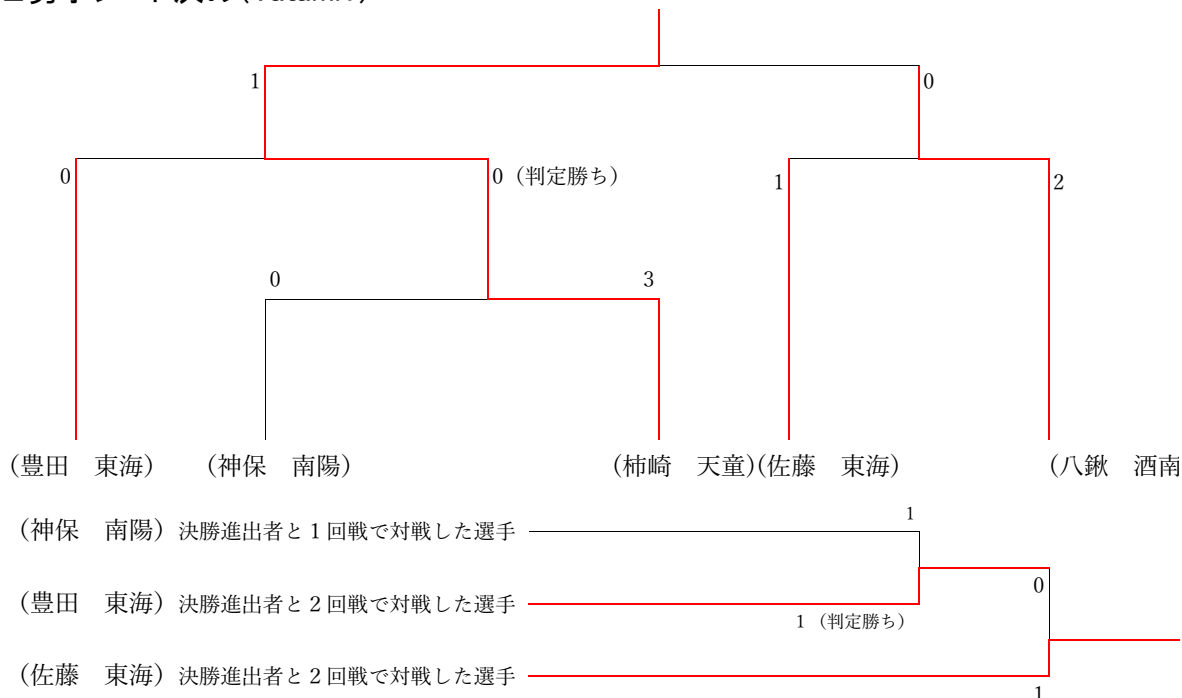 1 0
0 0（判定勝ち） 1 2
0 3
（豊田　東海） （神保　南陽） （柿崎　天童）（佐藤　東海） （八鍬　酒南
1
（神保　南陽）決勝進出者と１回戦で対戦した選手
0
（豊田　東海）決勝進出者と２回戦で対戦した選手
1 （判定勝ち）
（佐藤　東海）決勝進出者と２回戦で対戦した選手
1